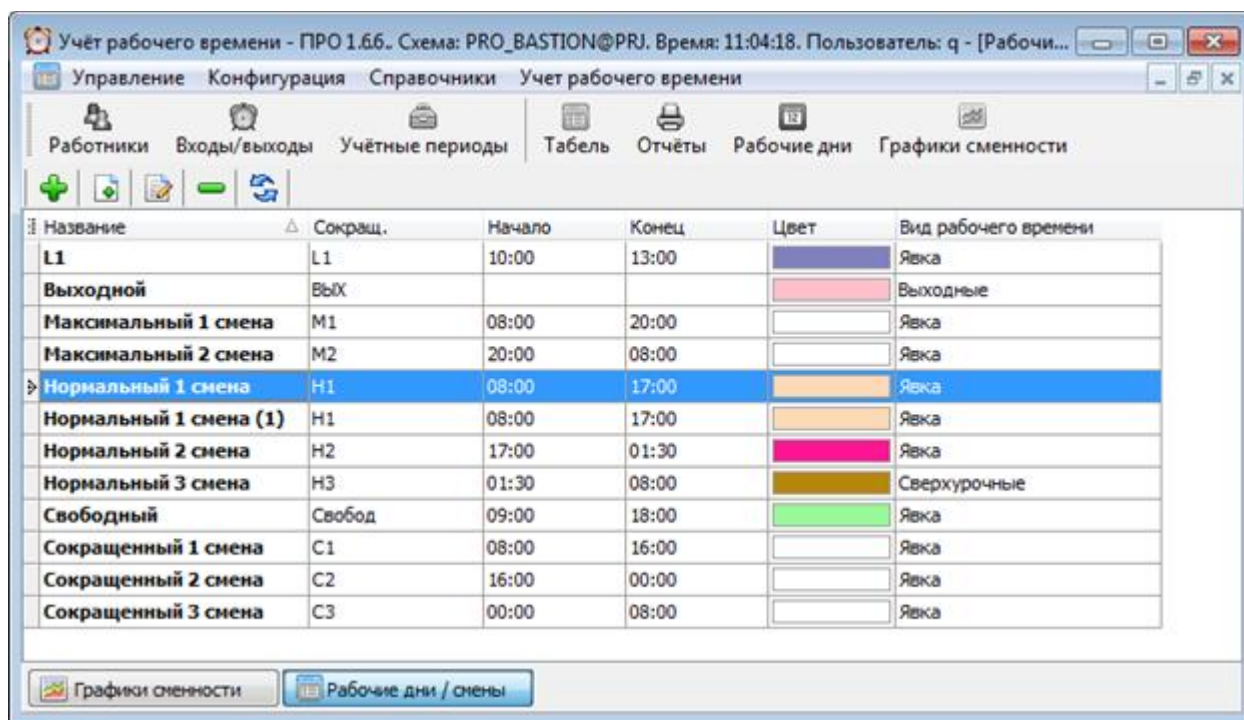 Учёт рабочего времени - ПРО 1.6.6.. Схема: PRO_BASTION@PRJ. Время: 11:04:18. Пользователь: q - [Рабочи...
Управление Конфигурация Справочники Учет рабочего времени
Работники Входы/выходы Учётные периоды Табель Отчёты Рабочие дни Графики сменности
Название Сокращ. Начало Конец Цвет Вид рабочего времени
L1 L1 10:00 13:00 Явка
Выходной ВЫХ Выходные
Максимальный 1 смена М1 08:00 20:00 Явка
Максимальный 2 смена М2 20:00 08:00 Явка
Нормальный 1 смена Н1 08:00 17:00 Явка
Нормальный 1 смена (1) Н1 08:00 17:00 Явка
Нормальный 2 смена Н2 17:00 01:30 Явка
Нормальный 3 смена Н3 01:30 08:00 Сверхурочные
Свободный Свобод 09:00 18:00 Явка
Сокращенный 1 смена С1 08:00 16:00 Явка
Сокращенный 2 смена С2 16:00 00:00 Явка
Сокращенный 3 смена С3 00:00 08:00 Явка
Графики сменности Рабочие дни / смены